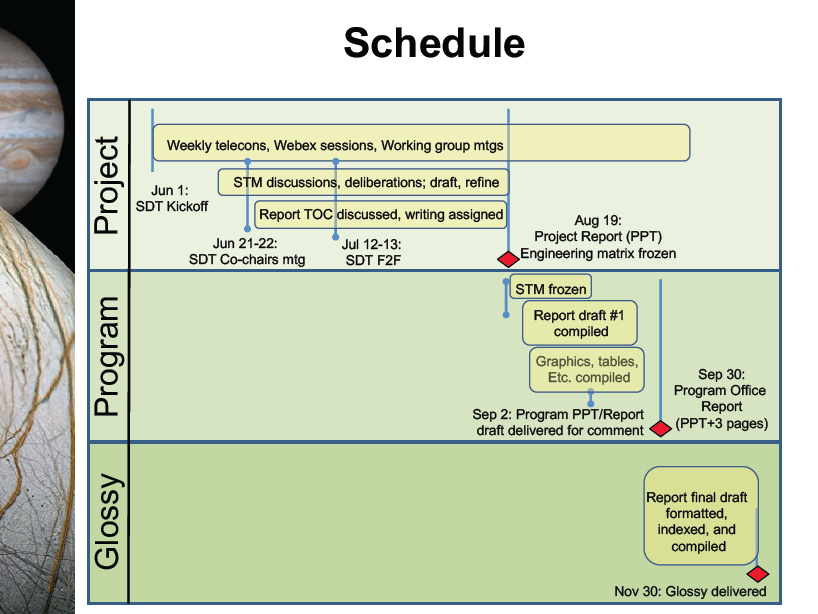 Schedule
Project
Weekly telecons, Webex sessions, Working group mtgs
STM discussions, deliberations; draft, refine
Jun 1:
SDT Kickoff
Report TOC discussed, writing assigned
Jun 21-22:
SDT Co-chairs mtg
Jul 12-13:
SDT F2F
Aug 19:
Project Report (PPT)
Engineering matrix frozen
Program
STM frozen
Report draft #1
compiled
Graphics, tables,
Etc. compiled
Sep 2: Program PPT/Report
draft delivered for comment
Sep 30:
Program Office
Report
(PPT+3 pages)
Glossy
Report final draft
formatted,
indexed, and
compiled
Nov 30: Glossy delivered